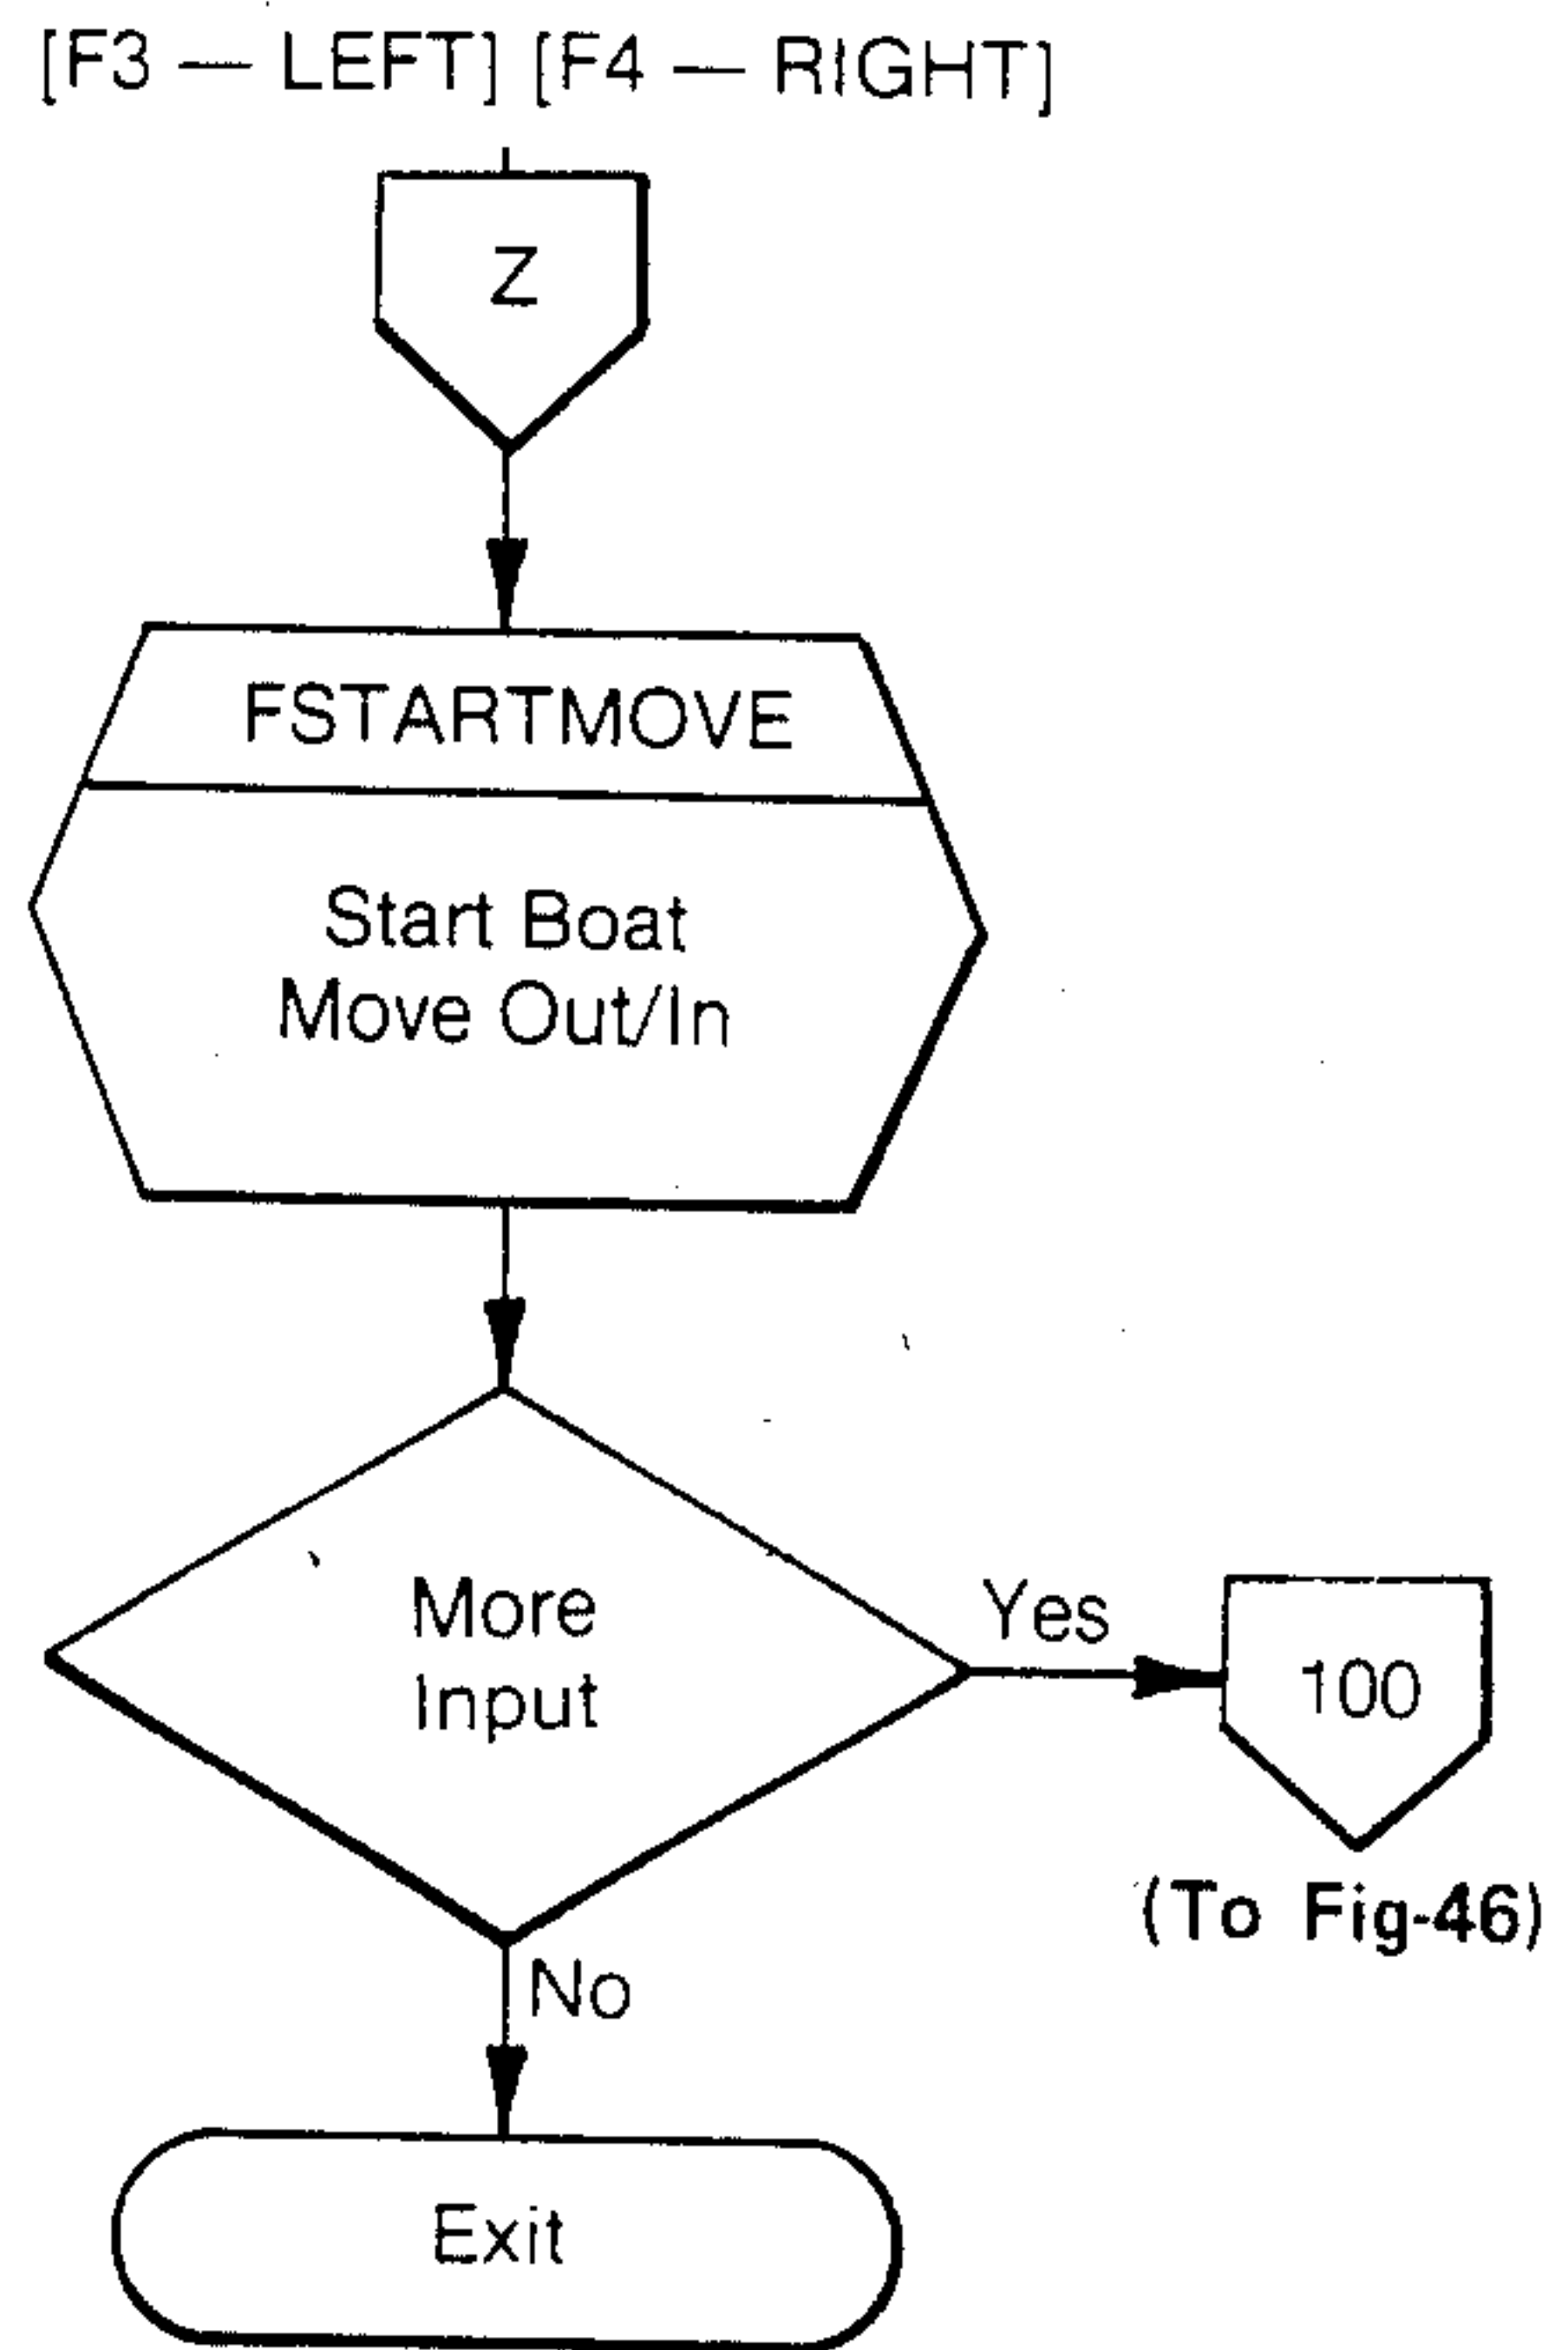 [F3 — LEFT] [F4 — RIGHT]
Z
FSTARTMOVE
Start Boat
Move Out/In
More
Input
Yes
100
(To Fig-46)
No
Exit